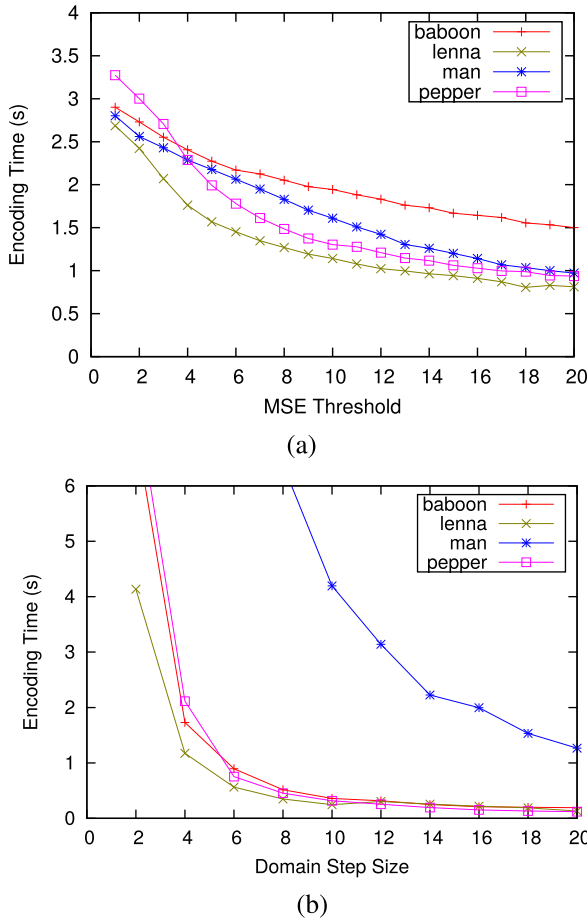 4
3.5
3
2.5
2
1.5
1
0.5
0
Encoding Time (s)
baboon
lenna
man
pepper
0 2 4 6 8 10 12 14 16 18 20
MSE Threshold
(a)
6
5
4
3
2
1
0
Encoding Time (s)
baboon
lenna
man
pepper
0 2 4 6 8 10 12 14 16 18 20
Domain Step Size
(b)